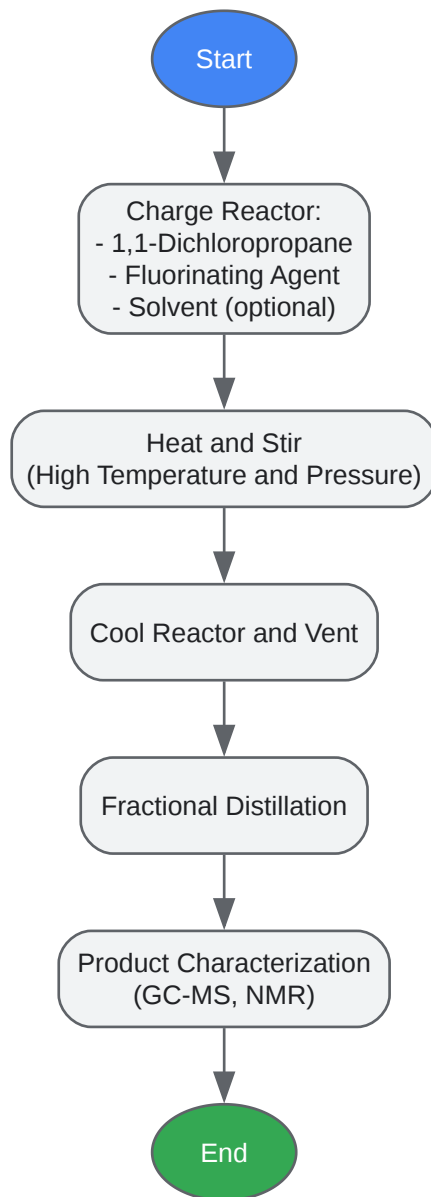 Start
Charge Reactor:
- 1,1-Dichloropropane
- Fluorinating Agent
- Solvent (optional)
Heat and Stir
(High Temperature and Pressure)
Cool Reactor and Vent
Fractional Distillation
Product Characterization
(GC-MS, NMR)
End